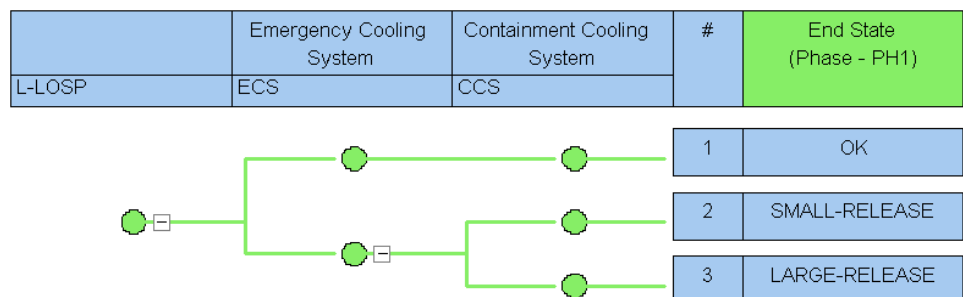 Emergency Cooling System
Containment Cooling System
#
End State
(Phase - PH1)
L-LOSP
ECS
CCS
1
OK
2
SMALL-RELEASE
3
LARGE-RELEASE